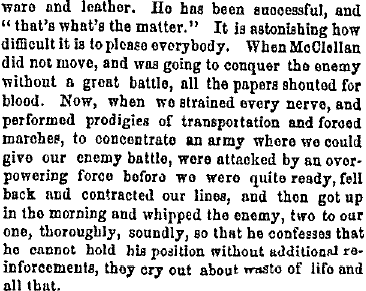 ware and leather. He has been successful, and
“that's what's the matter.” It is astonishing how
difficult it is to please everybody. When McClellan
did not move, and was going to conquer the enemy
without a great battle, all the papers shouted for
blood. Now, when we strained every nerve, and
performed prodigies of transportation and forced
marches, to concentrate an army where we could
give our enemy battle, were attacked by an over-
powering force before we were quite ready, fell
back and contracted our lines, and then got up
in the morning and whipped the enemy, two to our
one, thoroughly, soundly, so that he confesses that
he cannot hold his position without additional re-
inforcements, they cry out about waste of life and
all that.